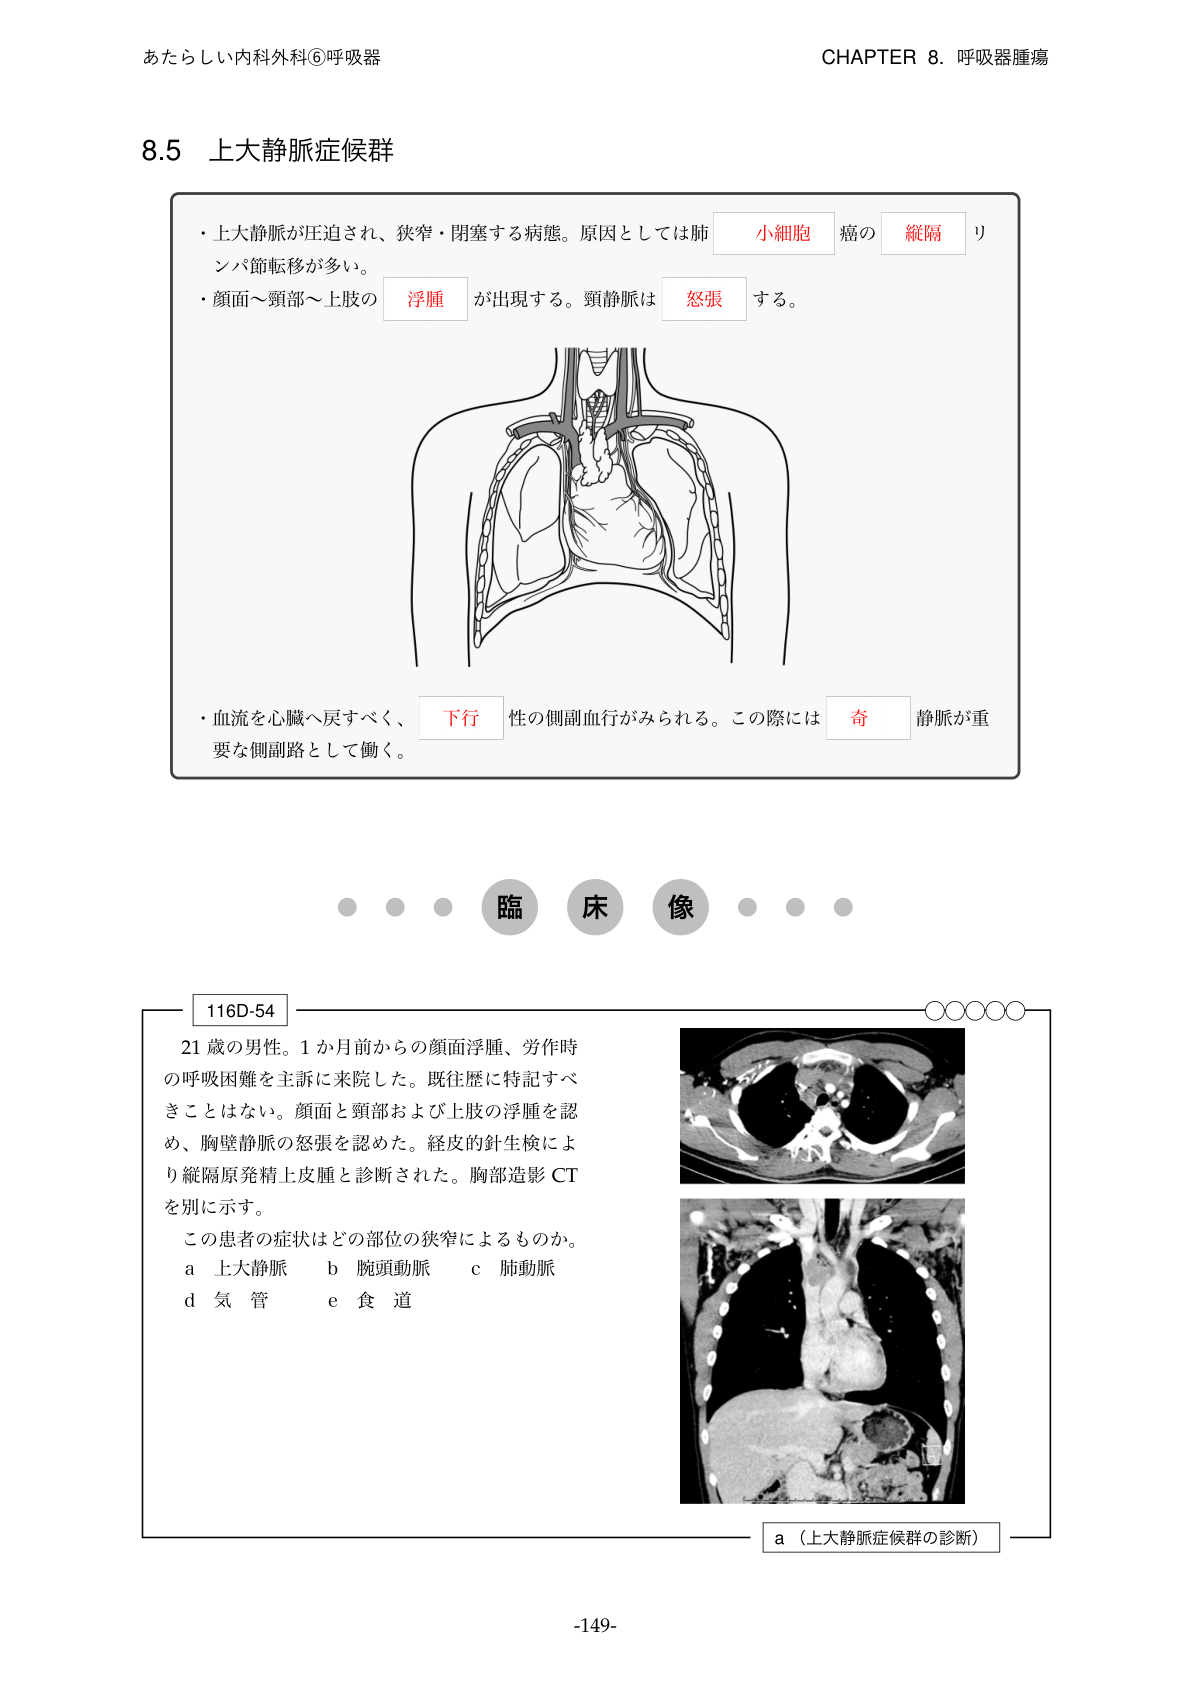 あたらしい内科外科⑥呼吸器
CHAPTER 8. 呼吸器腫瘍
8.5 上大静脈症候群
・上大静脈が圧迫され、狭窄・閉塞する病態。原因としては肺 小細胞 癌の 縦隔 リ
ンパ節転移が多い。
・顔面〜頸部〜上肢の 浮腫 が出現する。頸静脈は 怒張 する。
・血流を心臓へ戻すべく、 下行 性の側副血行がみられる。この際には 奇 静脈が重
要な側副路として働く。
臨床像
116D-54
21 歳の男性。1 か月前からの顔面浮腫、労作時
の呼吸困難を主訴に来院した。既往歴に特記すべ
きことはない。顔面と頸部および上肢の浮腫を認
め、胸壁静脈の怒張を認めた。経皮的針生検によ
り縦隔原発精上皮腫と診断された。胸部造影 CT
を別に示す。
この患者の症状はどの部位の狭窄によるものか。
a 上大静脈 b 腕頭動脈 c 肺動脈
d 気 管 e 食 道
a （上大静脈症候群の診断）
-149-